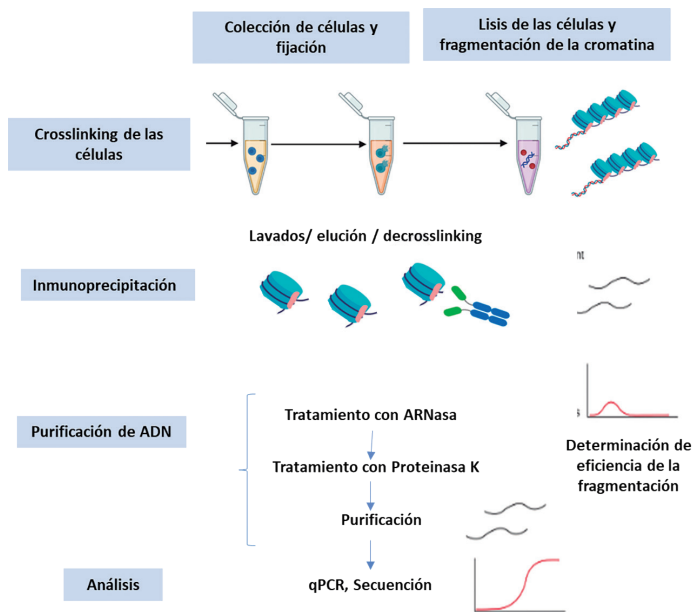 Colección de células y
fijación
Lisis de las células y
fragmentación de la cromatina
Crosslinking de las
células
Lavados/ elución / decrosslinking
nt
Inmunoprecipitación
Tratamiento con ARNasa
s
Purificación de ADN
Determinación de
eficiencia de la
fragmentación
Tratamiento con Proteinasa K
Purificación
Análisis
qPCR, Secuención